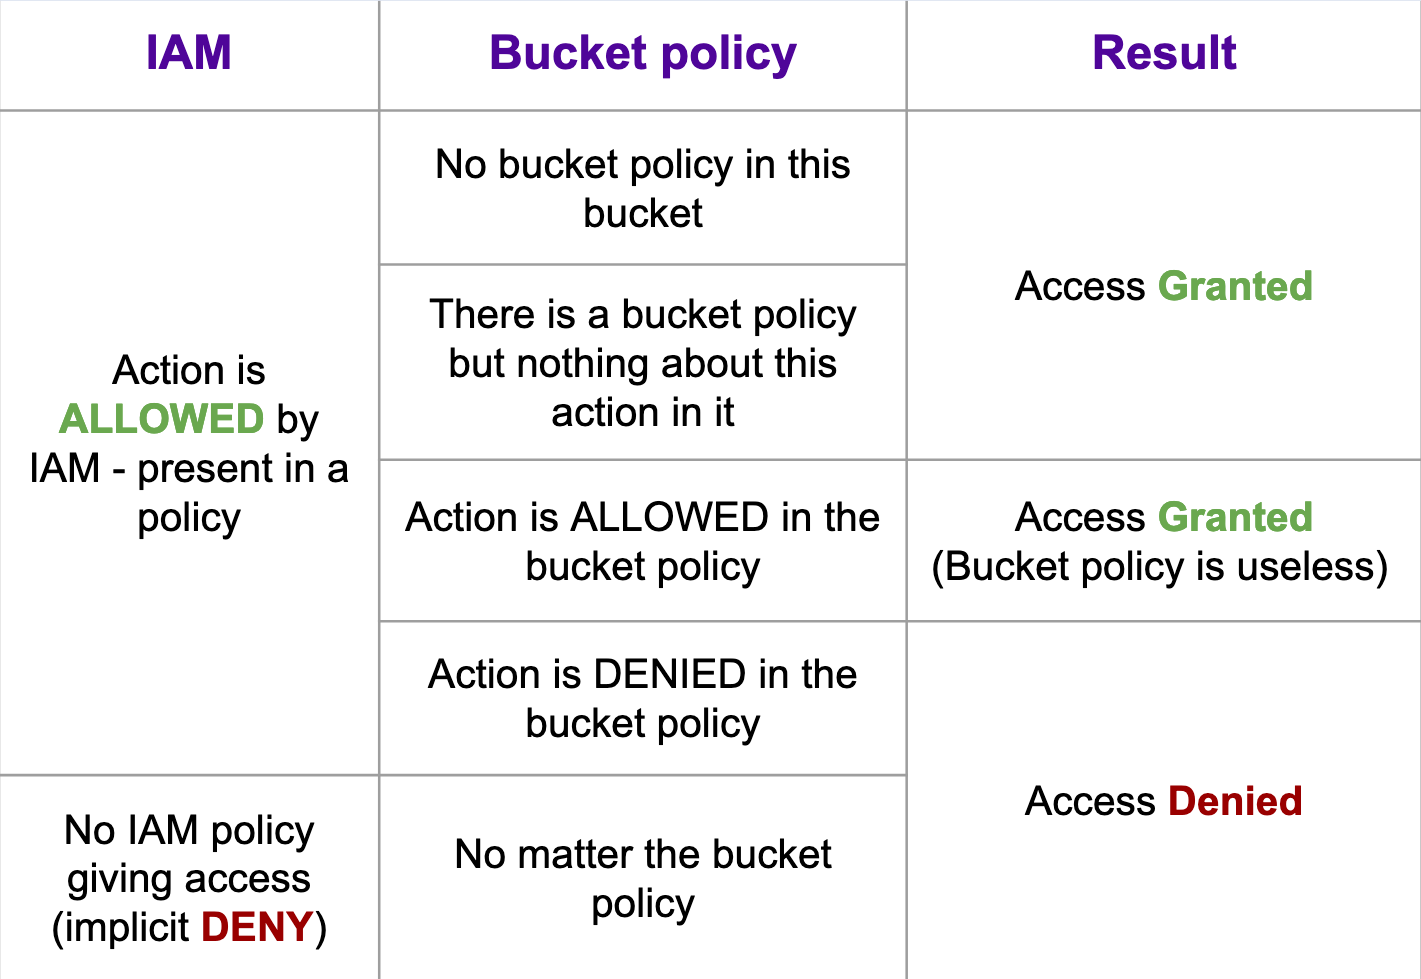 IAM
Bucket policy
Result
Action is
ALLOWED by
IAM - present in a
policy
No bucket policy in this
bucket
There is a bucket policy
but nothing about this
action in it
Access Granted
Action is ALLOWED in the
bucket policy
Access Granted
(Bucket policy is useless)
Action is DENIED in the
bucket policy
Access Denied
No IAM policy
giving access
(implicit DENY)
No matter the bucket
policy